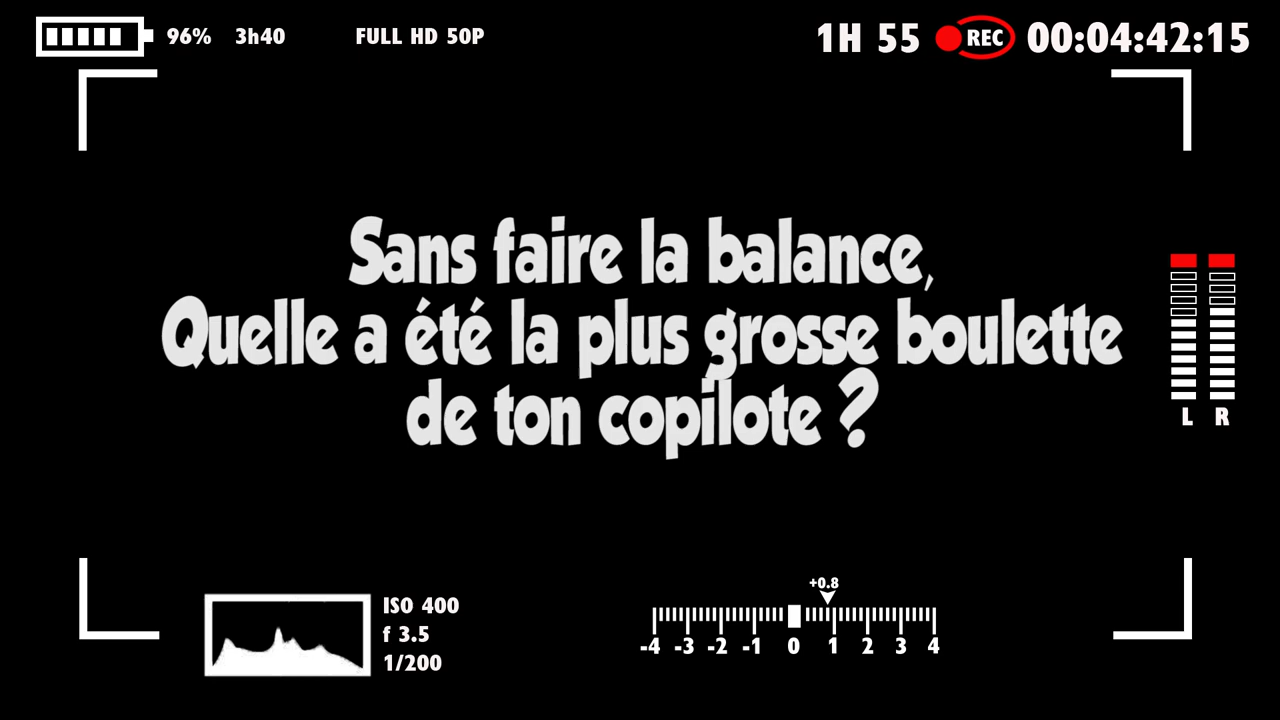 96% 3h40 FULL HD 50P 1H 55 REC 00:04:42:15
Sans faire la balance,
Quelle a été la plus grosse boulette
de ton copilote ?
L R
+0.8
ISO 400
f 3.5
1/200
-4 -3 -2 -1 0 1 2 3 4